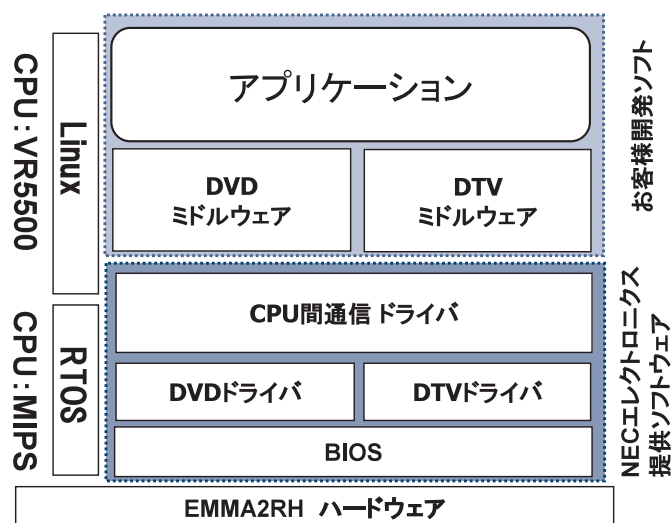 CPU:VR5500
Linux
アプリケーション
DVD
ミドルウェア
DTV
ミドルウェア
お客様開発ソフト
CPU:MIPS
RTOS
CPU間通信 ドライバ
DVDドライバ
DTVドライバ
BIOS
NECエレクトロニクス
提供ソフトウェア
EMMA2RH ハードウェア